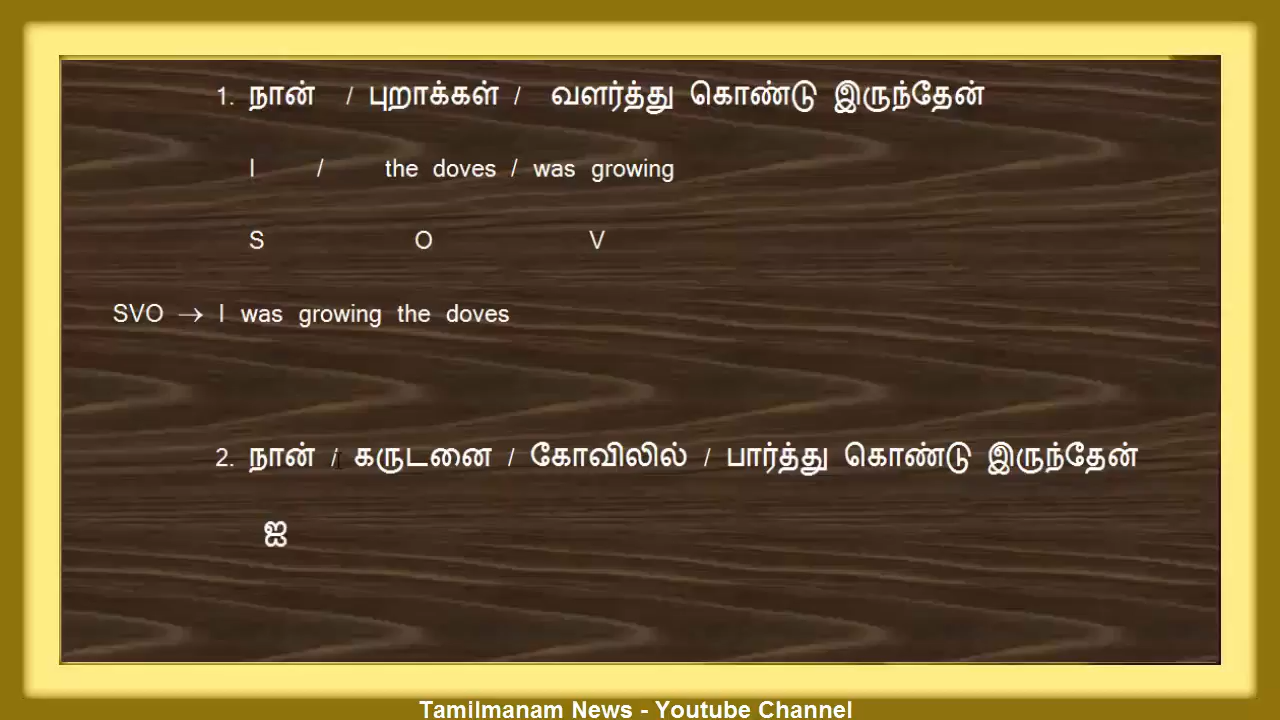 1. நான் / புறாக்கள் / வளர்த்து கொண்டு இருந்தேன்
I / the doves / was growing
S O V
SVO → I was growing the doves
2. நான் / கருடனை / கோவிலில் / பார்த்து கொண்டு இருந்தேன்
ஐ
Tamilmanam News - Youtube Channel